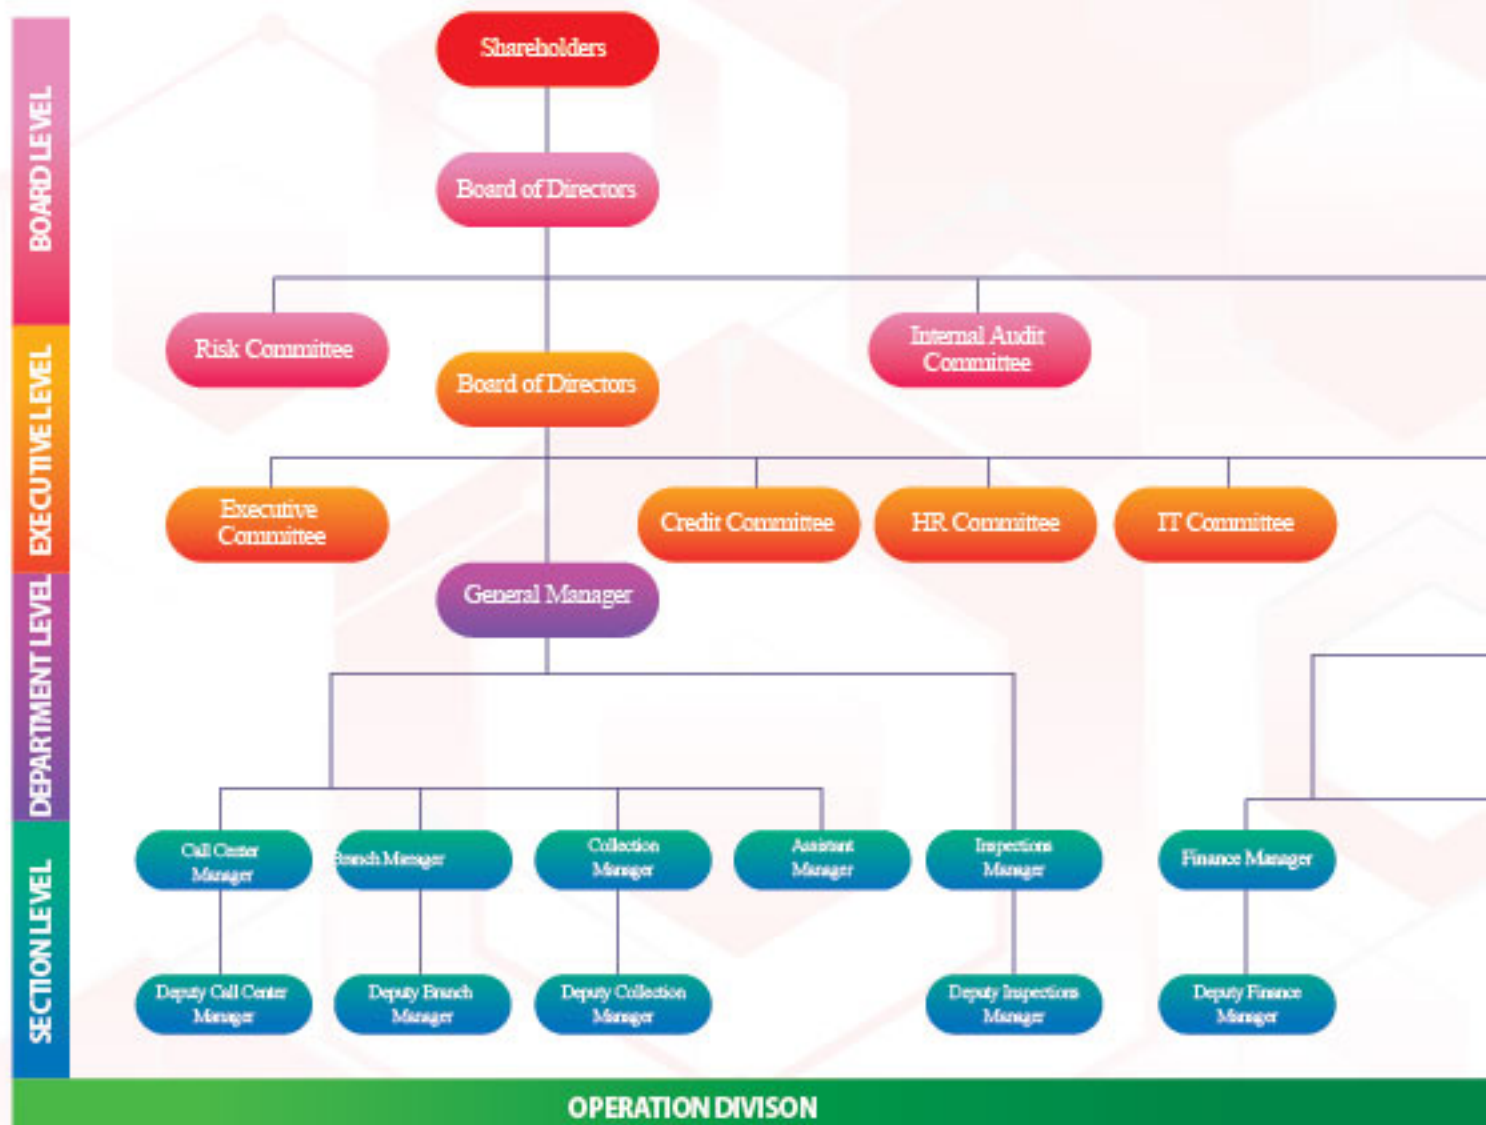 BOARD LEVEL
EXECUTIVE LEVEL
DEPARTMENT LEVEL
SECTION LEVEL
Shareholders
Board of Directors
Risk Committee
Board of Directors
Internal Audit
Committee
Executive
Committee
Credit Committee
HR Committee
IT Committee
General Manager
Call Center
Manager
Branch Manager
Collection
Manager
Assistant
Manager
Inspections
Manager
Finance Manager
Deputy Call Center
Manager
Deputy Branch
Manager
Deputy Collection
Manager
Deputy Inspections
Manager
Deputy Finance
Manager
OPERATION DIVISON